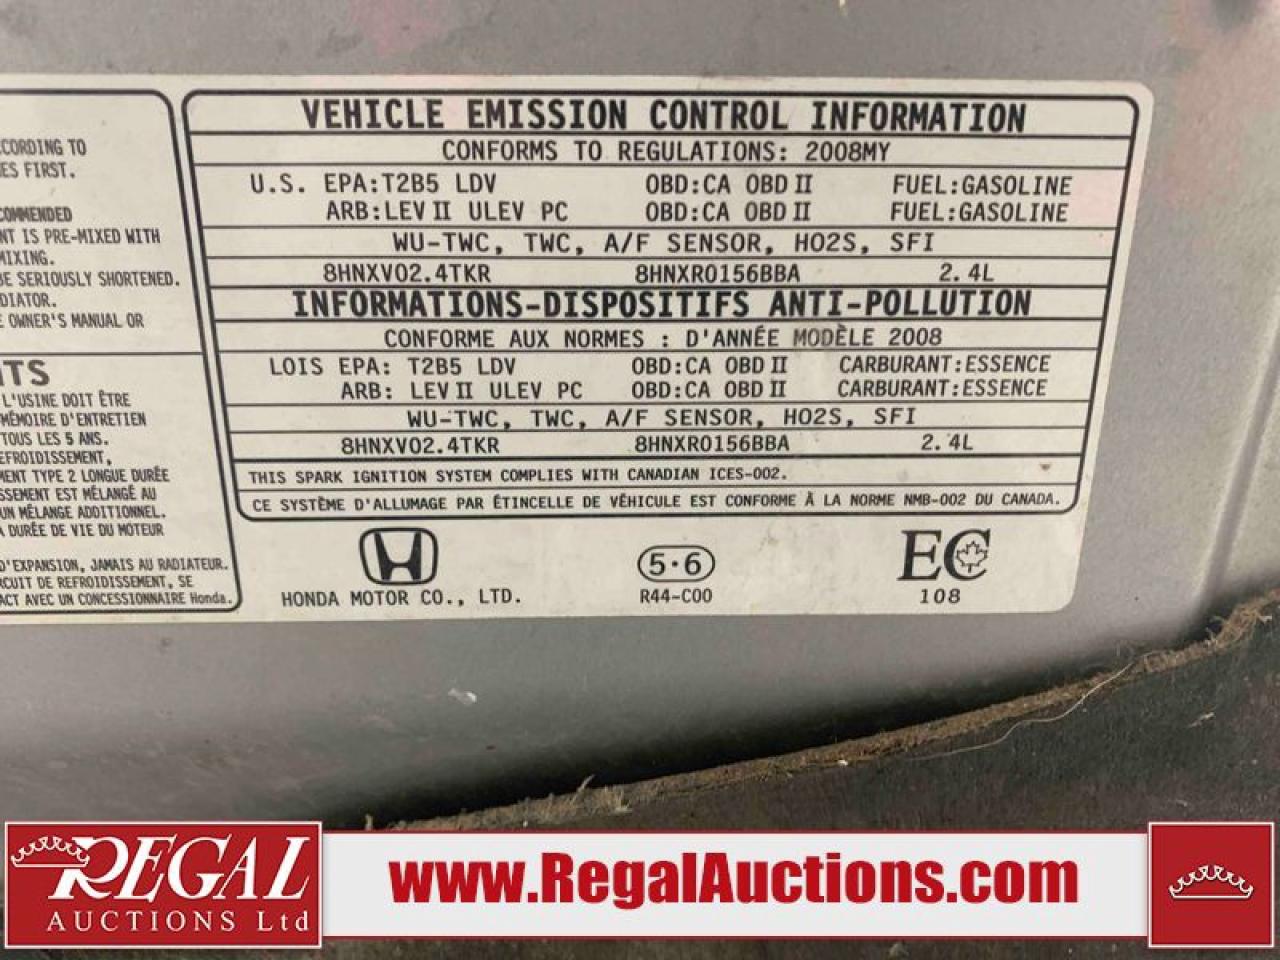 CORDING TO
ES FIRST.
COMMENDED
NT IS PRE-MIXED WITH
MIXING.
BE SERIOUSLY SHORTENED.
DIATOR.
E OWNER'S MANUAL OR
NTS
L'USINE DOIT ÊTRE
MÉMOIRE D'ENTRETIEN
TOUS LES 5 ANS.
EFROIDISSEMENT,
MENT TYPE 2 LONGUE DURÉE
SSEMENT EST MÉLANGÉ AU
UN MÉLANGE ADDITIONNEL.
A DURÉE DE VIE DU MOTEUR
D'EXPANSION, JAMAIS AU RADIATEUR.
RCUIT DE REFROIDISSEMENT, SE
ACT AVEC UN CONCESSIONNAIRE Honda.
VEHICLE EMISSION CONTROL INFORMATION
CONFORMS TO REGULATIONS: 2008MY
U.S. EPA:T2B5 LDV OBD:CA OBD II FUEL:GASOLINE
ARB:LEV II ULEV PC OBD:CA OBD II FUEL:GASOLINE
WU-TWC, TWC, A/F SENSOR, HO2S, SFI
8HNXV02.4TKR 8HNXR0156BBA 2.4L
INFORMATIONS-DISPOSITIFS ANTI-POLLUTION
CONFORME AUX NORMES : D'ANNÉE MODÈLE 2008
LOIS EPA: T2B5 LDV OBD:CA OBD II CARBURANT:ESSENCE
ARB: LEV II ULEV PC OBD:CA OBD II CARBURANT:ESSENCE
WU-TWC, TWC, A/F SENSOR, HO2S, SFI
8HNXV02.4TKR 8HNXR0156BBA 2.4L
THIS SPARK IGNITION SYSTEM COMPLIES WITH CANADIAN ICES-002.
CE SYSTÈME D'ALLUMAGE PAR ÉTINCELLE DE VÉHICULE EST CONFORME À LA NORME NMB-002 DU CANADA.
HONDA MOTOR CO., LTD.
5·6
R44-C00
EC
108
REGAL
AUCTIONS Ltd
www.RegalAuctions.com